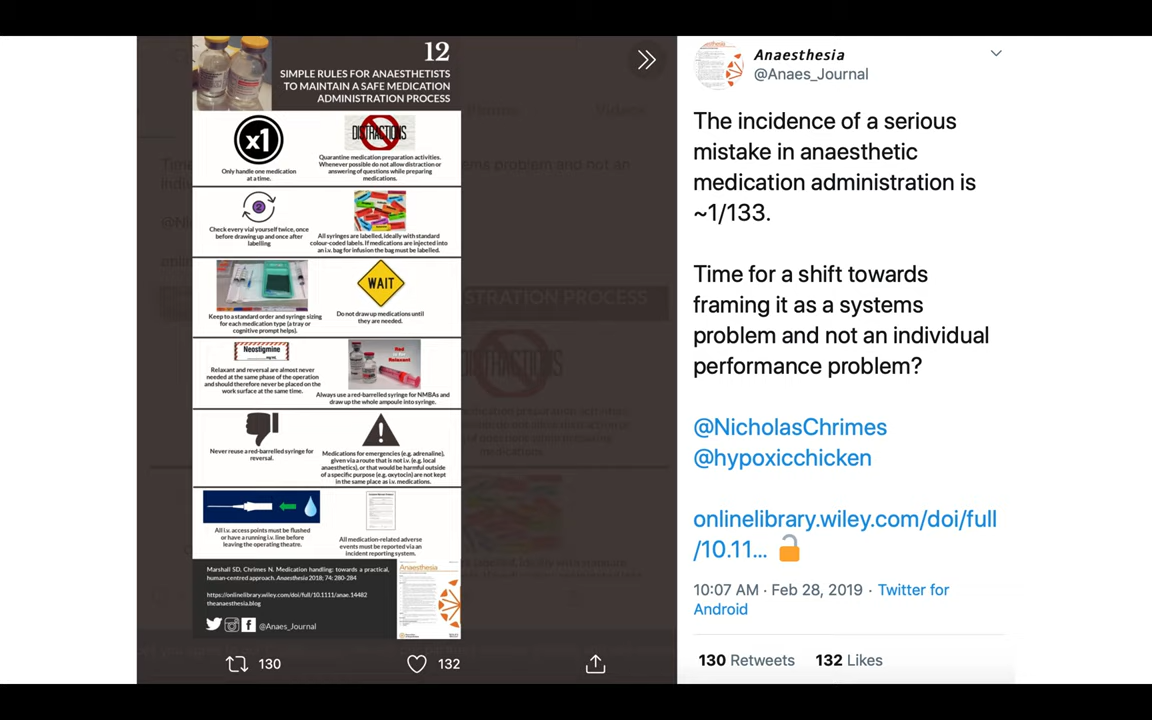 12
SIMPLE RULES FOR ANAESTHETISTS
TO MAINTAIN A SAFE MEDICATION
ADMINISTRATION PROCESS
x1
Only handle one medication
at a time.
DISTRACTIONS
Quarantine medication preparation activities.
Whenever possible do not allow distraction or
answering of questions while preparing
medications.
2
Check every vial yourself twice, once
before drawing up and once after
labelling
All syringes are labelled, ideally with standard
colour-coded labels. If medications are injected into
an i.v. bag for infusion the bag must be labelled.
Keep to a standard order and syringe sizing
for each medication type (a tray or
cognitive prompt helps).
WAIT
Do not draw up medications until
they are needed.
Neostigmine
mg/mL
Relaxant and reversal are almost never
needed at the same phase of the operation
and should therefore never be placed on the
work surface at the same time.
Red
is for
Relaxant
Always use a red-barrelled syringe for NMBAs and
draw up the whole ampoule into syringe.
Never reuse a red-barrelled syringe for
reversal.
Medications for emergencies (e.g. adrenaline),
given via a route that is not i.v. (e.g. local
anaesthetics), or that would be harmful outside
of a specific purpose (e.g. oxytocin) are not kept
in the same place as i.v. medications.
All i.v. access points must be flushed
or have a running i.v. line before
leaving the operating theatre.
All medication-related adverse
events must be reported via an
incident reporting system.
Marshall SD, Chrimes N. Medication handling: towards a practical,
human-centred approach. Anaesthesia 2018; 74: 280-284
https://onlinelibrary.wiley.com/doi/full/10.1111/anae.14482
theanaesthesia.blog
@Anaes_Journal
Anaesthesia
130
132
Anaesthesia
@Anaes_Journal
The incidence of a serious
mistake in anaesthetic
medication administration is
~1/133.
Time for a shift towards
framing it as a systems
problem and not an individual
performance problem?
@NicholasChrimes
@hypoxicchicken
onlinelibrary.wiley.com/doi/full
/10.11...
10:07 AM · Feb 28, 2019 · Twitter for
Android
130 Retweets 132 Likes